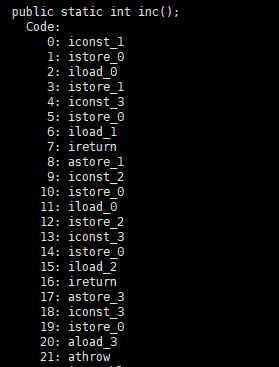 public static int inc();
Code:
0: iconst_1
1: istore_0
2: iload_0
3: istore_1
4: iconst_3
5: istore_0
6: iload_1
7: ireturn
8: astore_1
9: iconst_2
10: istore_0
11: iload_0
12: istore_2
13: iconst_3
14: istore_0
15: iload_2
16: ireturn
17: astore_3
18: iconst_3
19: istore_0
20: aload_3
21: athrow